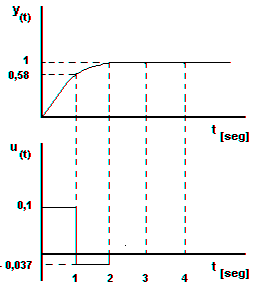 y(t)
1
0,58
t [seg]
u (t)
0,1
- 0,037
t [seg]
1 2 3 4